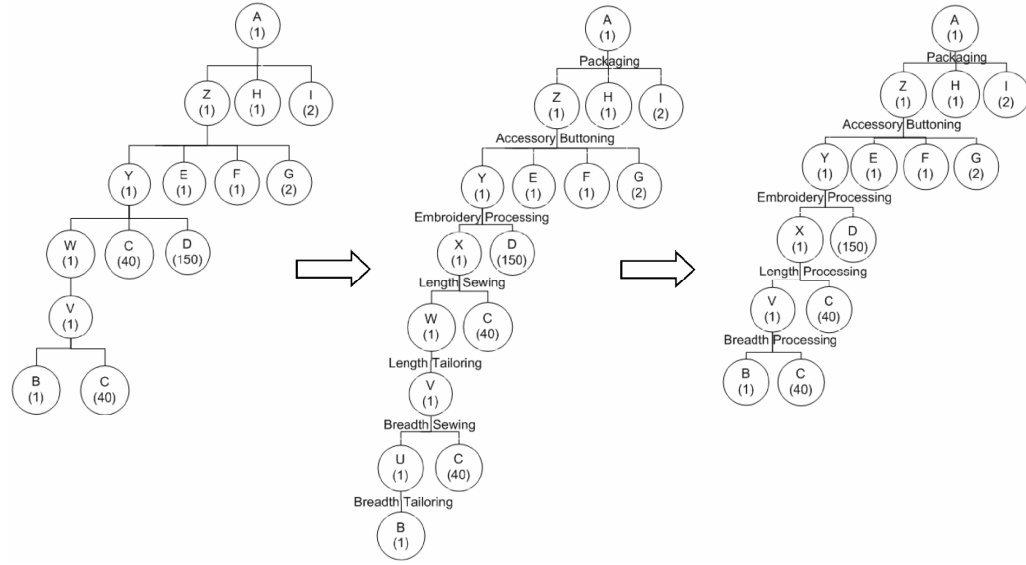 A
(1)
Z
(1)
H
(1)
I
(2)
Y
(1)
E
(1)
F
(1)
G
(2)
W
(1)
C
(40)
D
(150)
V
(1)
B
(1)
C
(40)
A
(1)
Packaging
Z
(1)
H
(1)
I
(2)
Accessory Buttoning
Y
(1)
E
(1)
F
(1)
G
(2)
Embroidery Processing
X
(1)
D
(150)
Length Sewing
W
(1)
C
(40)
Length Tailoring
V
(1)
Breadth Sewing
U
(1)
C
(40)
Breadth Tailoring
B
(1)
A
(1)
Packaging
Z
(1)
H
(1)
I
(2)
Accessory Buttoning
Y
(1)
E
(1)
F
(1)
G
(2)
Embroidery Processing
X
(1)
D
(150)
Length Processing
V
(1)
C
(40)
Breadth Processing
B
(1)
C
(40)